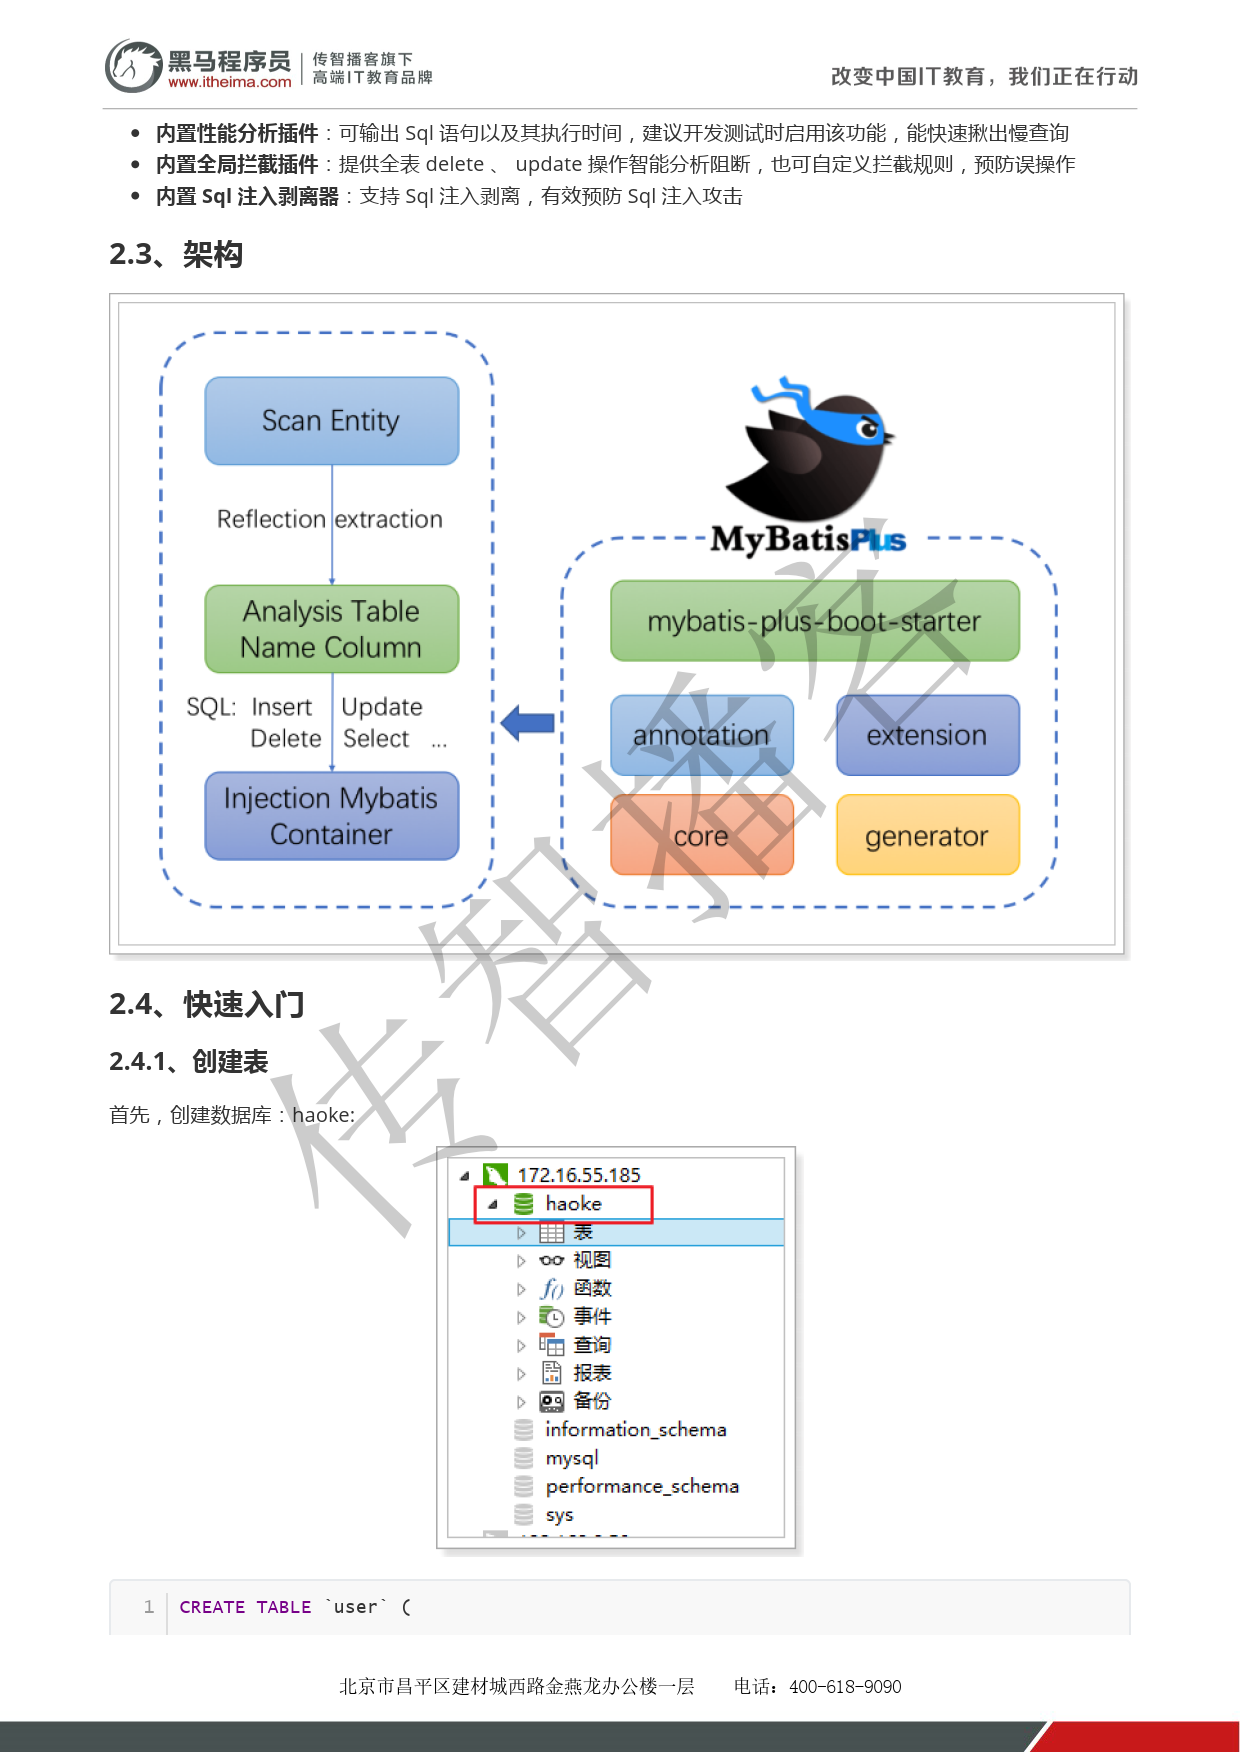 黑马程序员
www.itheima.com
传智播客旗下
高端IT教育品牌
改变中国IT教育，我们正在行动
内置性能分析插件：可输出 Sql 语句以及其执行时间，建议开发测试时启用该功能，能快速揪出慢查询
内置全局拦截插件：提供全表 delete 、 update 操作智能分析阻断，也可自定义拦截规则，预防误操作
内置 Sql 注入剥离器：支持 Sql 注入剥离，有效预防 Sql 注入攻击
2.3、架构
Scan Entity
Reflection extraction
Analysis Table
Name Column
SQL: Insert Update
Delete Select ...
Injection Mybatis
Container
MyBatisPlus
mybatis-plus-boot-starter
annotation
extension
core
generator
传智播客
2.4、快速入门
2.4.1、创建表
首先，创建数据库：haoke:
172.16.55.185
haoke
表
视图
f()
函数
事件
查询
报表
备份
information_schema
mysql
performance_schema
sys
1 CREATE TABLE `user` (
北京市昌平区建材城西路金燕龙办公楼一层 电话：400-618-9090